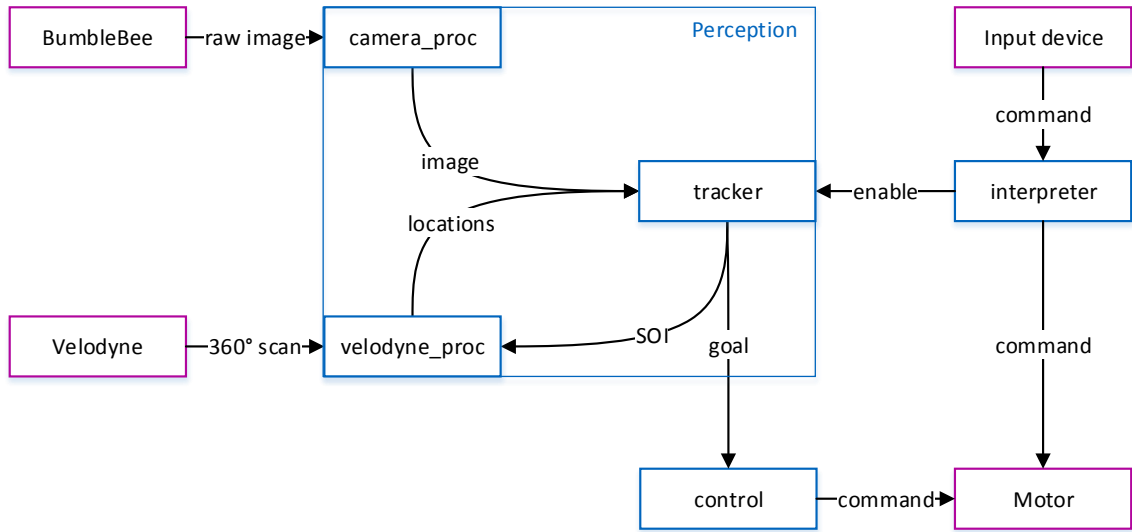 BumbleBee
raw image
camera_proc
Perception
Input device
command
image
tracker
enable
interpreter
locations
Velodyne
360° scan
velodyne_proc
SOI
goal
command
control
command
Motor